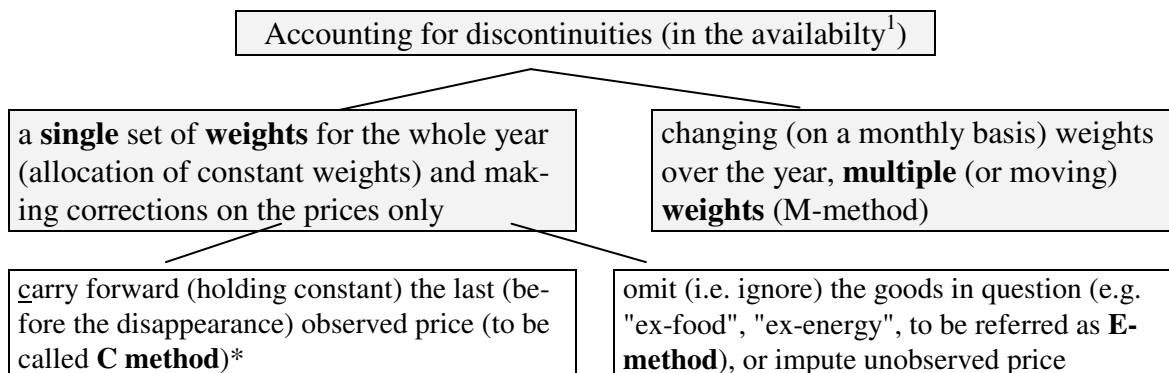 Accounting for discontinuities (in the availabilty¹)
a single set of weights for the whole year
(allocation of constant weights) and mak-
ing corrections on the prices only
changing (on a monthly basis) weights
over the year, multiple (or moving)
weights (M-method)
carry forward (holding constant) the last (be-
fore the disappearance) observed price (to be
called C method)*
omit (i.e. ignore) the goods in question (e.g.
"ex-food", "ex-energy", to be referred as E-
method), or impute unobserved price